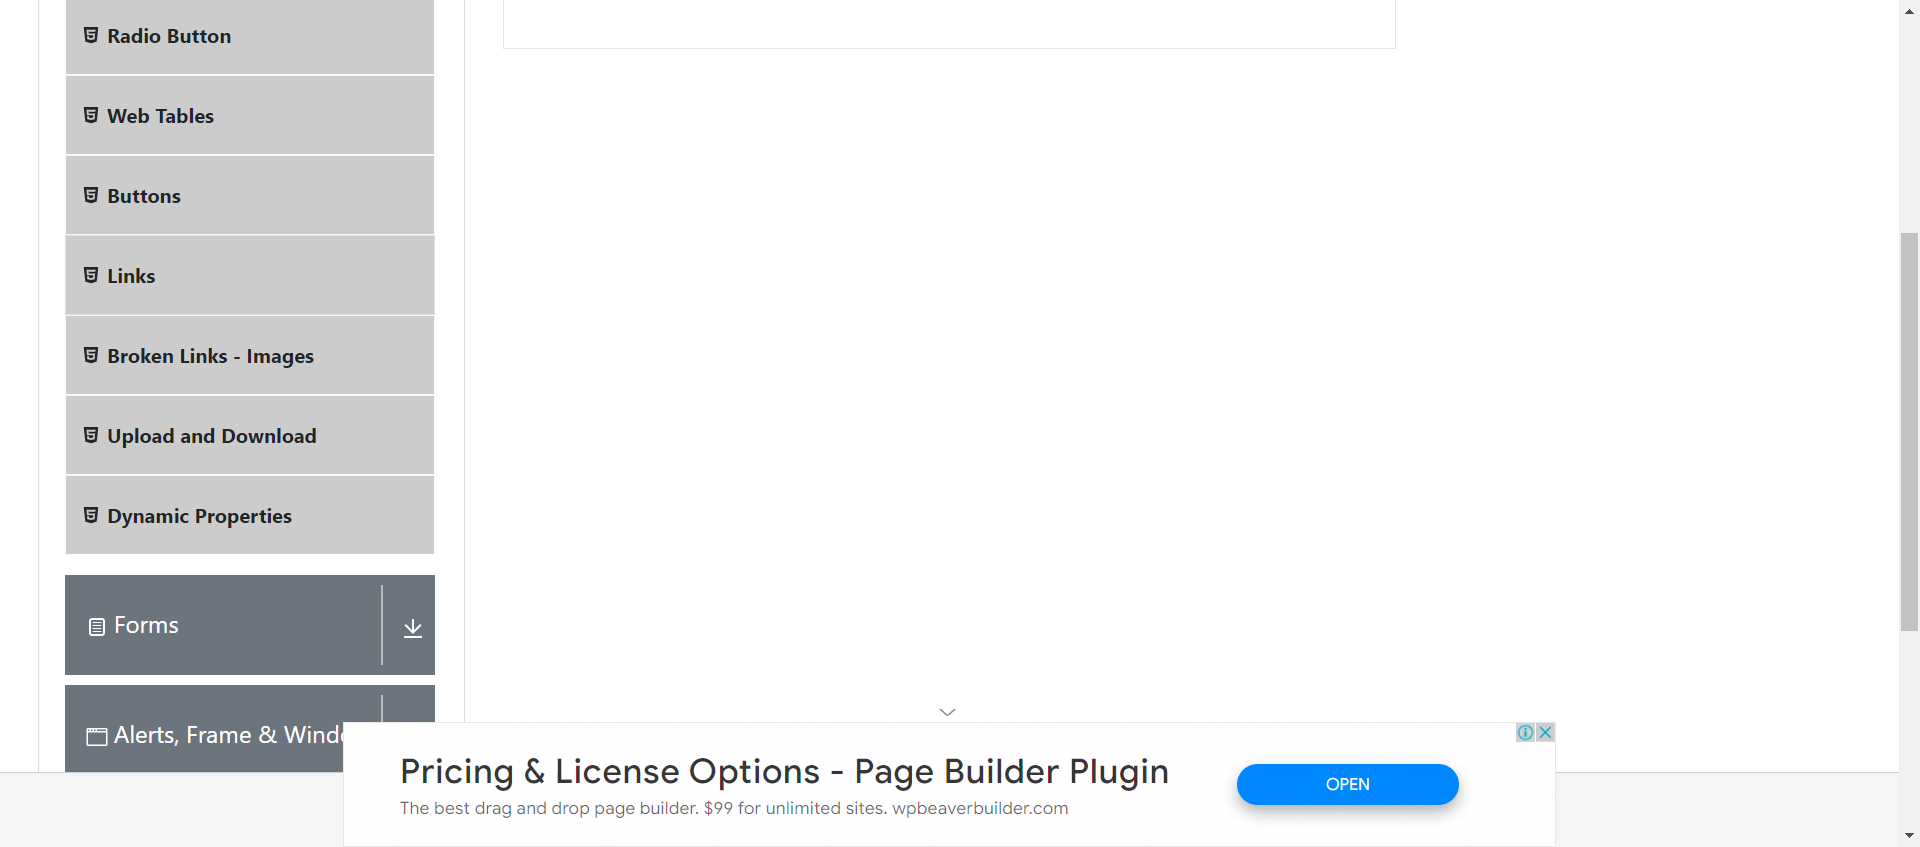 Radio Button
Web Tables
Buttons
Links
Broken Links - Images
Upload and Download
Dynamic Properties
Forms
Alerts, Frame & Wind
Pricing & License Options - Page Builder Plugin
The best drag and drop page builder. $99 for unlimited sites. wpbeaverbuilder.com
OPEN